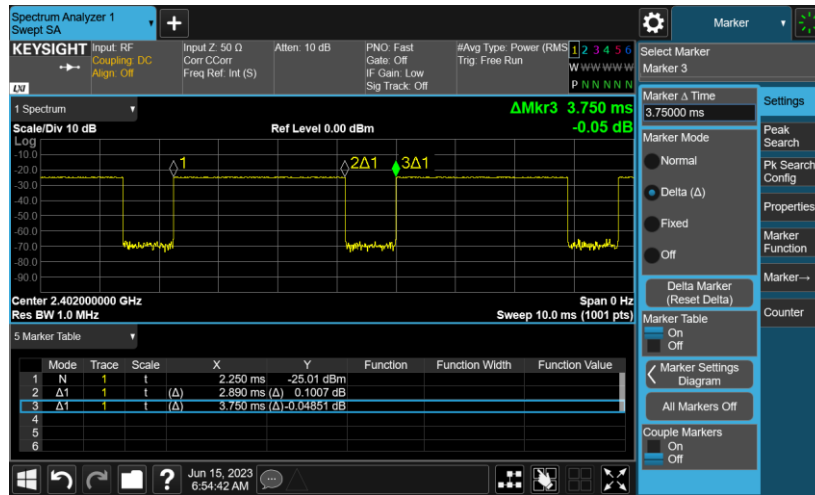 Spectrum Analyzer 1
Swept SA
+
Marker
KEYSIGHT
Input: RF
Coupling: DC
Align: Off
Input Z: 50 Ω
Corr CCorr
Freq Ref: Int (S)
Atten: 10 dB
PNO: Fast
Gate: Off
IF Gain: Low
Sig Track: Off
#Avg Type: Power (RMS
Trig: Free Run
1 2 3 4 5 6
W W W W W W
P N N N N N
LXI
Select Marker
Marker 3
1 Spectrum
ΔMkr3 3.750 ms
-0.05 dB
Scale/Div 10 dB
Ref Level 0.00 dBm
Log
-10.0
-20.0
-30.0
-40.0
-50.0
-60.0
-70.0
-80.0
-90.0
1
2Δ1
3Δ1
Center 2.402000000 GHz
Span 0 Hz
Res BW 1.0 MHz
Sweep 10.0 ms (1001 pts)
5 Marker Table
Mode Trace Scale X Y Function Function Width Function Value
1 N 1 t 2.250 ms -25.01 dBm
2 Δ1 1 t (Δ) 2.890 ms (Δ) 0.1007 dB
3 Δ1 1 t (Δ) 3.750 ms (Δ) -0.04851 dB
4
5
6
Marker Δ Time
3.75000 ms
Marker Mode
Normal
Delta (Δ)
Fixed
Off
Delta Marker
(Reset Delta)
Marker Table
On
Off
Marker Settings
Diagram
All Markers Off
Couple Markers
On
Off
Settings
Peak
Search
Pk Search
Config
Properties
Marker
Function
Marker→
Counter
?
Jun 15, 2023
6:54:42 AM